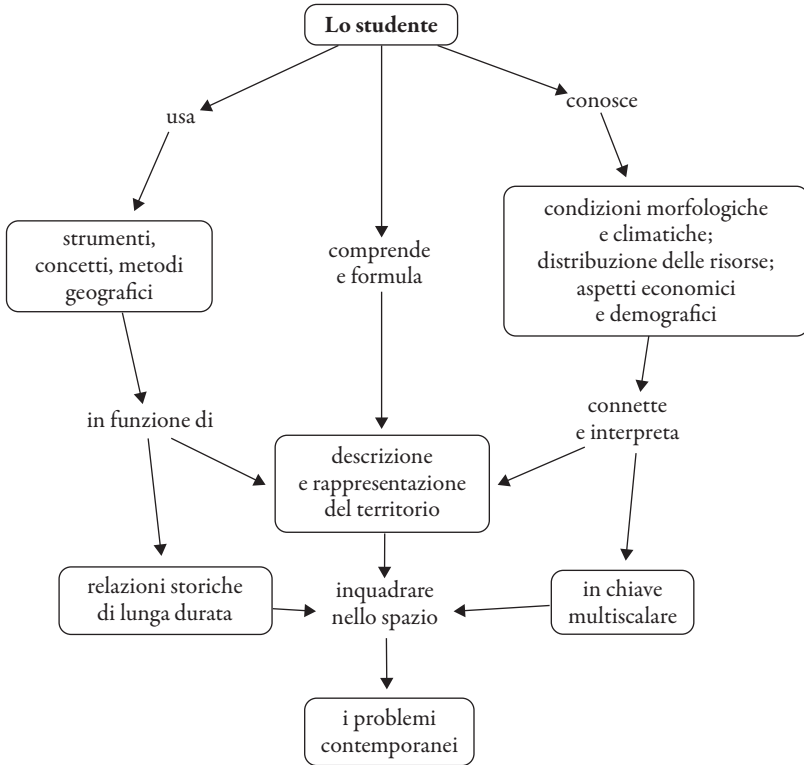 Lo studente
usa
conosce
strumenti,
concetti, metodi
geografici
comprende
e formula
condizioni morfologiche
e climatiche;
distribuzione delle risorse;
aspetti economici
e demografici
in funzione di
connette
e interpreta
descrizione
e rappresentazione
del territorio
relazioni storiche
di lunga durata
inquadrare
nello spazio
in chiave
multiscalare
i problemi
contemporanei